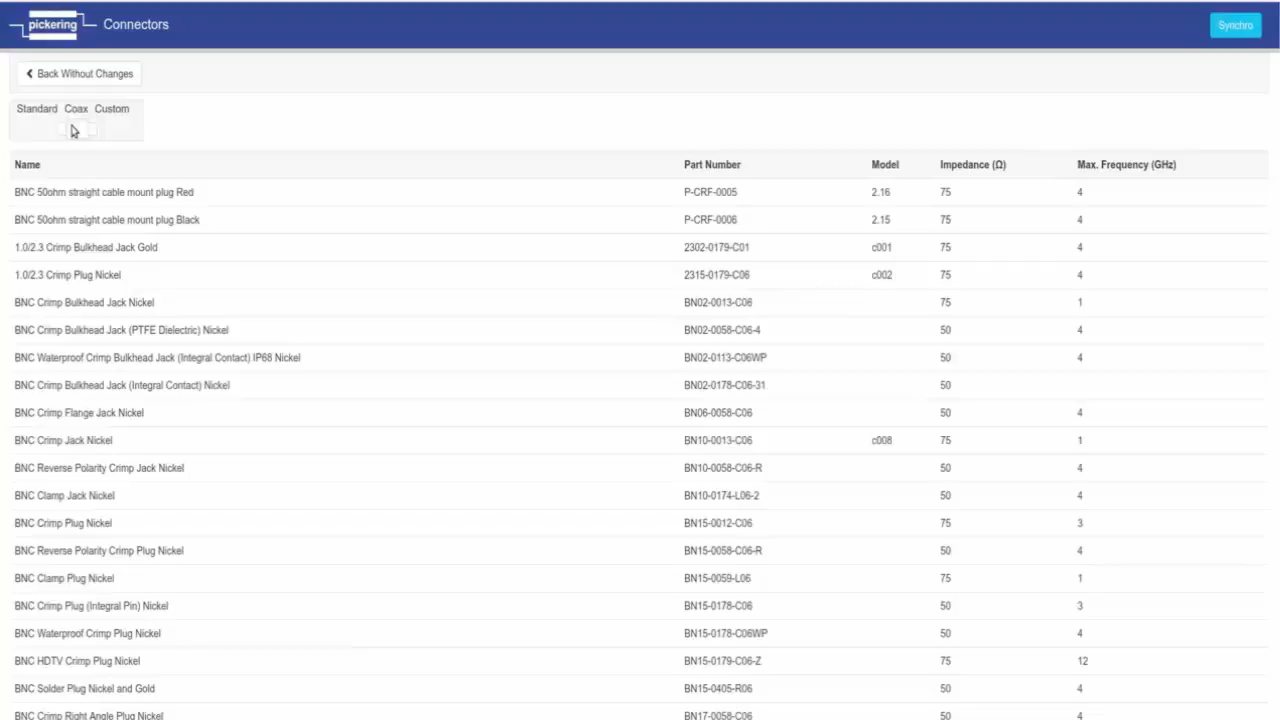 pickering Connectors Synchro
Back Without Changes
Standard Coax Custom
Name Part Number Model Impedance (Ω) Max. Frequency (GHz)
BNC 50ohm straight cable mount plug Red P-CRF-0005 2.16 75 4
BNC 50ohm straight cable mount plug Black P-CRF-0006 2.15 75 4
1.0/2.3 Crimp Bulkhead Jack Gold 2302-0179-C01 c001 75 4
1.0/2.3 Crimp Plug Nickel 2315-0179-C06 c002 75 4
BNC Crimp Bulkhead Jack Nickel BN02-0013-C06 75 1
BNC Crimp Bulkhead Jack (PTFE Dielectric) Nickel BN02-0058-C06-4 50 4
BNC Waterproof Crimp Bulkhead Jack (Integral Contact) IP68 Nickel BN02-0113-C06WP 50 4
BNC Crimp Bulkhead Jack (Integral Contact) Nickel BN02-0178-C06-31 50
BNC Crimp Flange Jack Nickel BN06-0058-C06 50 4
BNC Crimp Jack Nickel BN10-0013-C06 c008 75 1
BNC Reverse Polarity Crimp Jack Nickel BN10-0058-C06-R 50 4
BNC Clamp Jack Nickel BN10-0174-L06-2 50 4
BNC Crimp Plug Nickel BN15-0012-C06 75 3
BNC Reverse Polarity Crimp Plug Nickel BN15-0058-C06-R 50 4
BNC Clamp Plug Nickel BN15-0059-L06 75 1
BNC Crimp Plug (Integral Pin) Nickel BN15-0178-C06 50 3
BNC Waterproof Crimp Plug Nickel BN15-0178-C06WP 50 4
BNC HDTV Crimp Plug Nickel BN15-0179-C06-Z 75 12
BNC Solder Plug Nickel and Gold BN15-0405-R06 50 4
BNC Crimp Right Angle Plug Nickel BN17-0058-C06 50 4